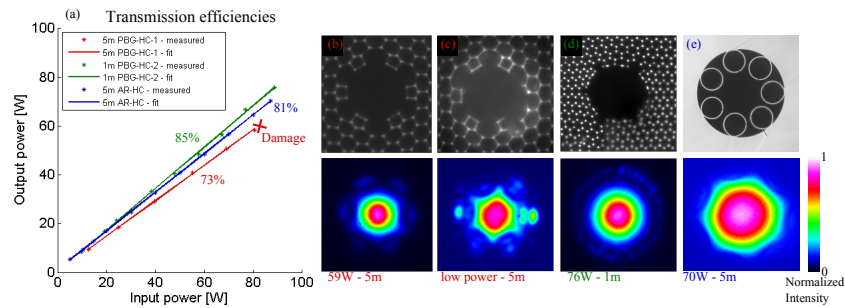 (a) Transmission efficiencies
100
80
60
40
20
0
0 20 40 60 80 100
Output power [W]
Input power [W]
5m PBG-HC-1 - measured
5m PBG-HC-1 - fit
1m PBG-HC-2 - measured
1m PBG-HC-2 - fit
5m AR-HC - measured
5m AR-HC - fit
81%
85%
Damage
73%
(b)
(c)
(d)
(e)
59W - 5m
low power - 5m
76W - 1m
70W - 5m
1
0
Normalized
Intensity